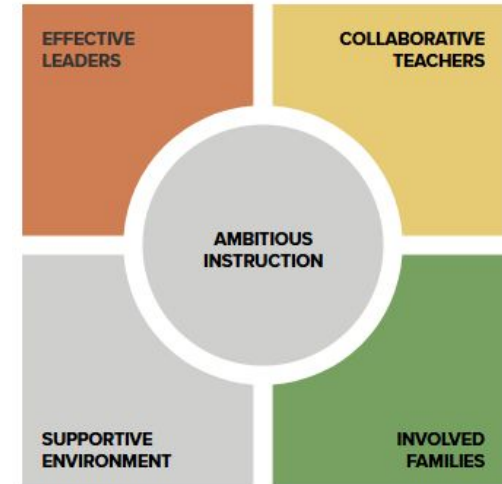 EFFECTIVE
LEADERS
COLLABORATIVE
TEACHERS
AMBITIOUS
INSTRUCTION
SUPPORTIVE
ENVIRONMENT
INVOLVED
FAMILIES